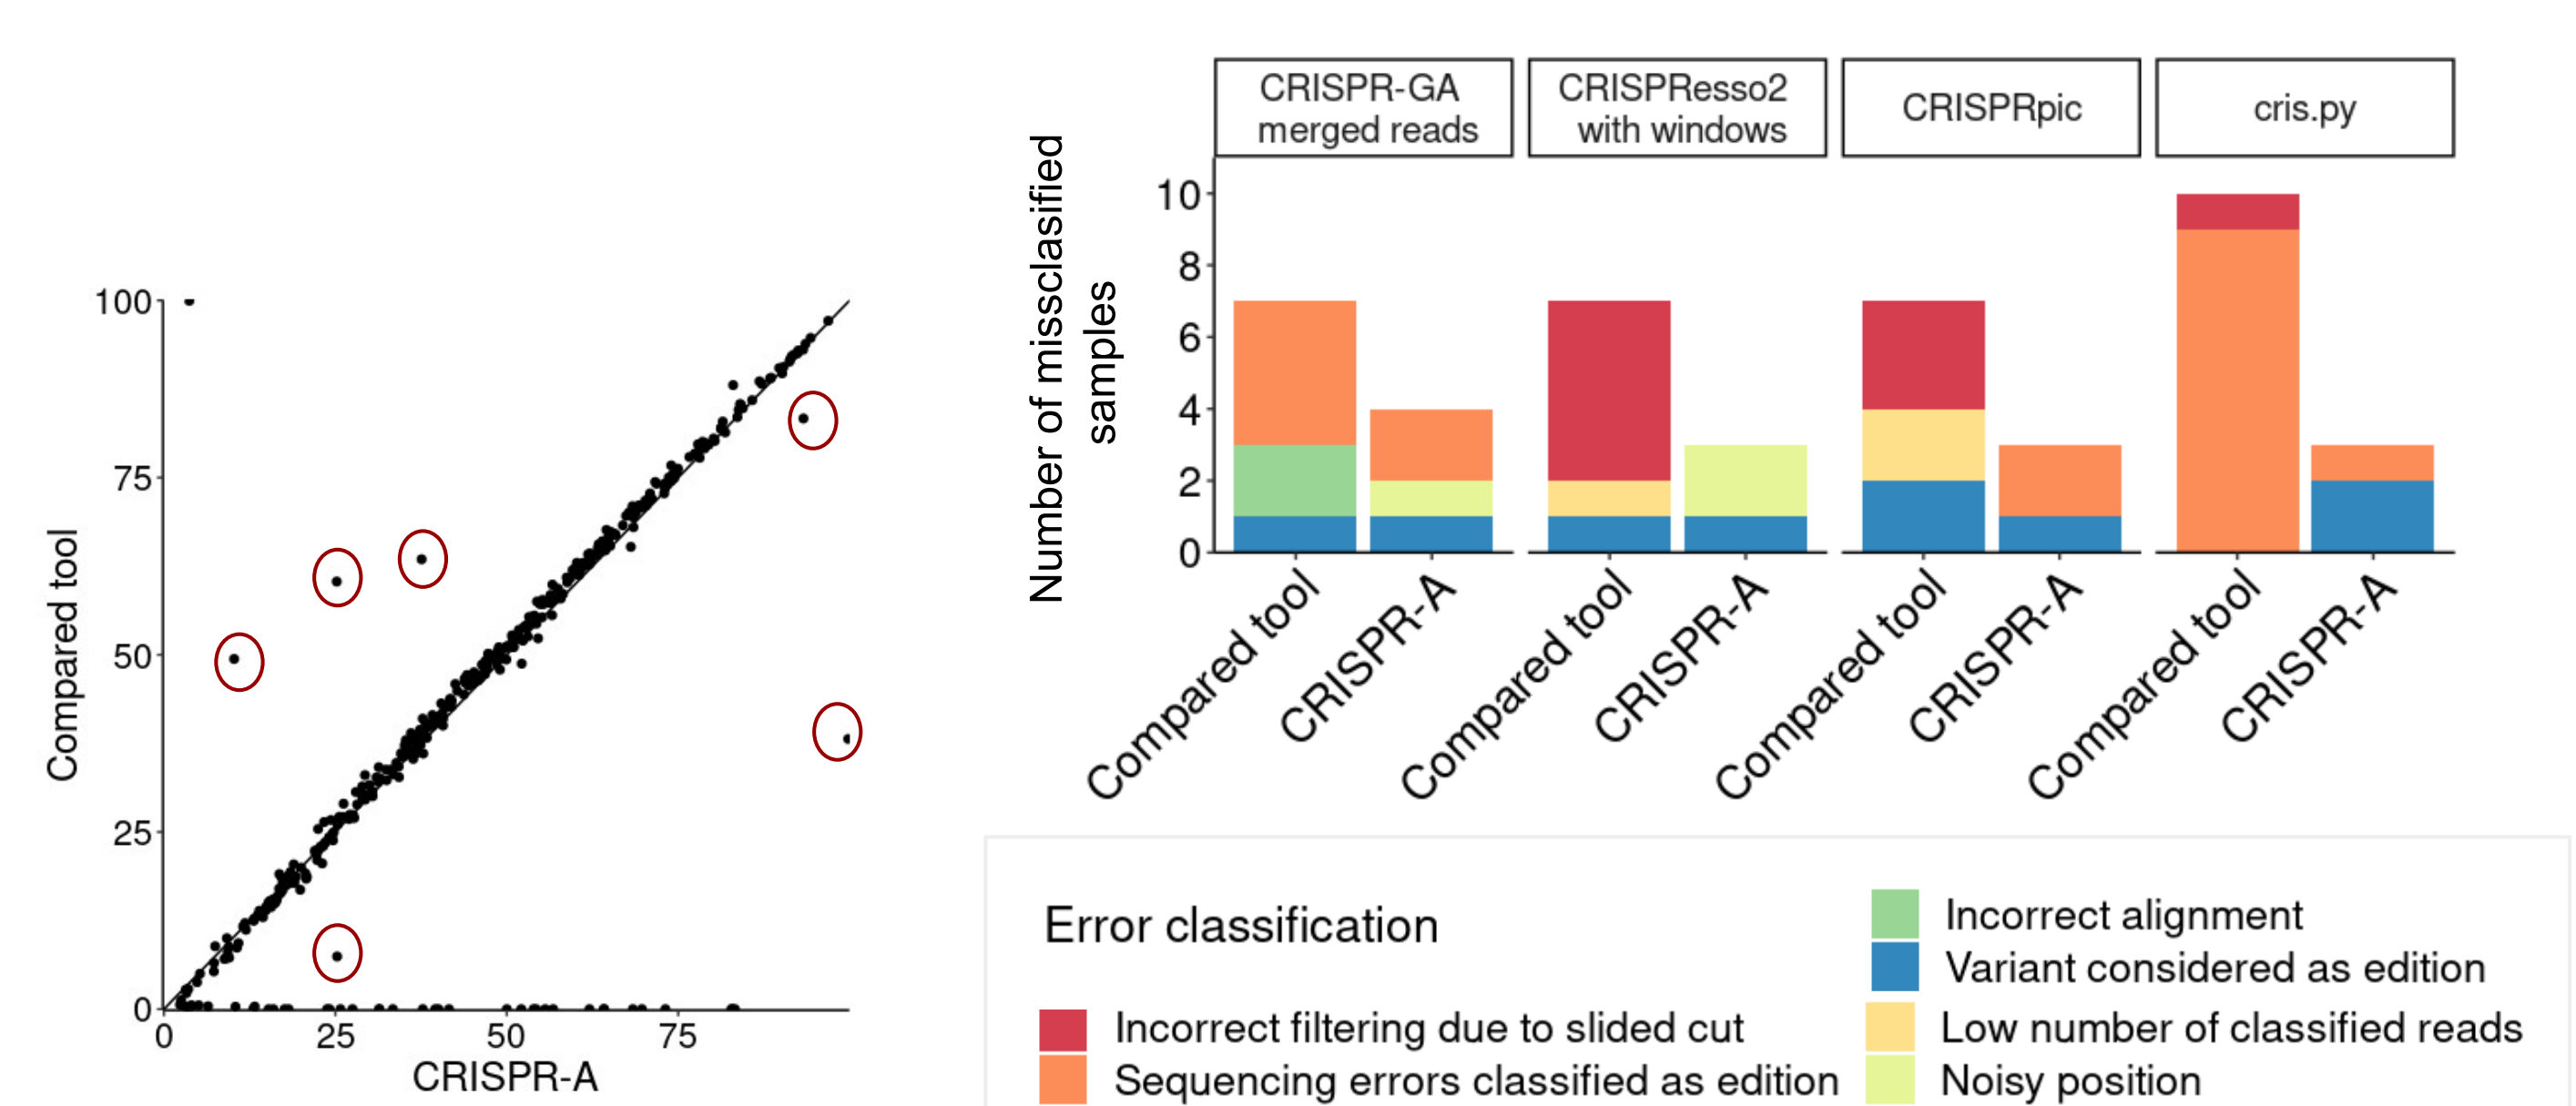 100
75
50
25
0
0
25
50
75
Compared tool
CRISPR-A
CRISPR-GA
merged reads
CRISPResso2
with windows
CRISPRpic
cris.py
Number of missclasified
samples
10
8
6
4
2
0
Compared tool
CRISPR-A
Compared tool
CRISPR-A
Compared tool
CRISPR-A
Compared tool
CRISPR-A
Error classification
Incorrect filtering due to slided cut
Sequencing errors classified as edition
Incorrect alignment
Variant considered as edition
Low number of classified reads
Noisy position